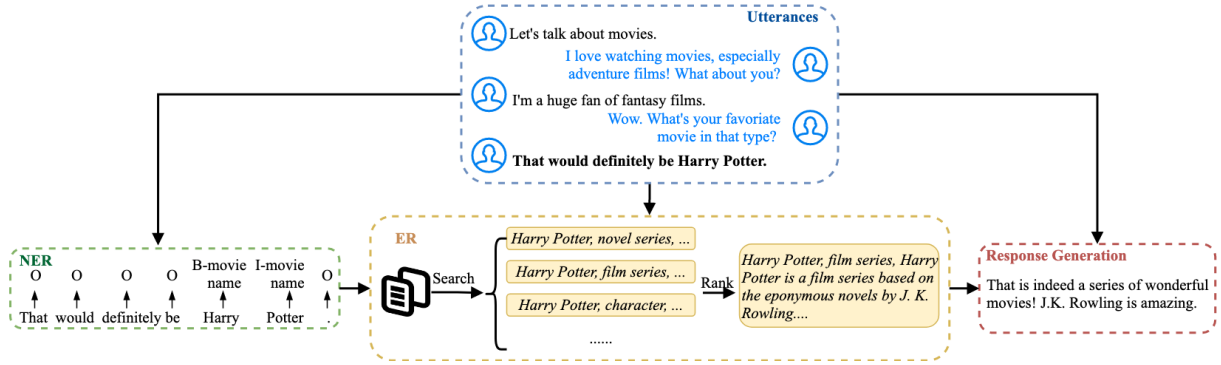 Utterances
Let's talk about movies.
I love watching movies, especially
adventure films! What about you?
I'm a huge fan of fantasy films.
Wow. What's your favoriate
movie in that type?
That would definitely be Harry Potter.
NER
O O O O B-movie name I-movie name O
That would definitely be Harry Potter .
ER
Search
Harry Potter, novel series, ...
Harry Potter, film series, ...
Harry Potter, character, ...
......
Rank
Harry Potter, film series, Harry
Potter is a film series based on
the eponymous novels by J. K.
Rowling....
Response Generation
That is indeed a series of wonderful
movies! J.K. Rowling is amazing.